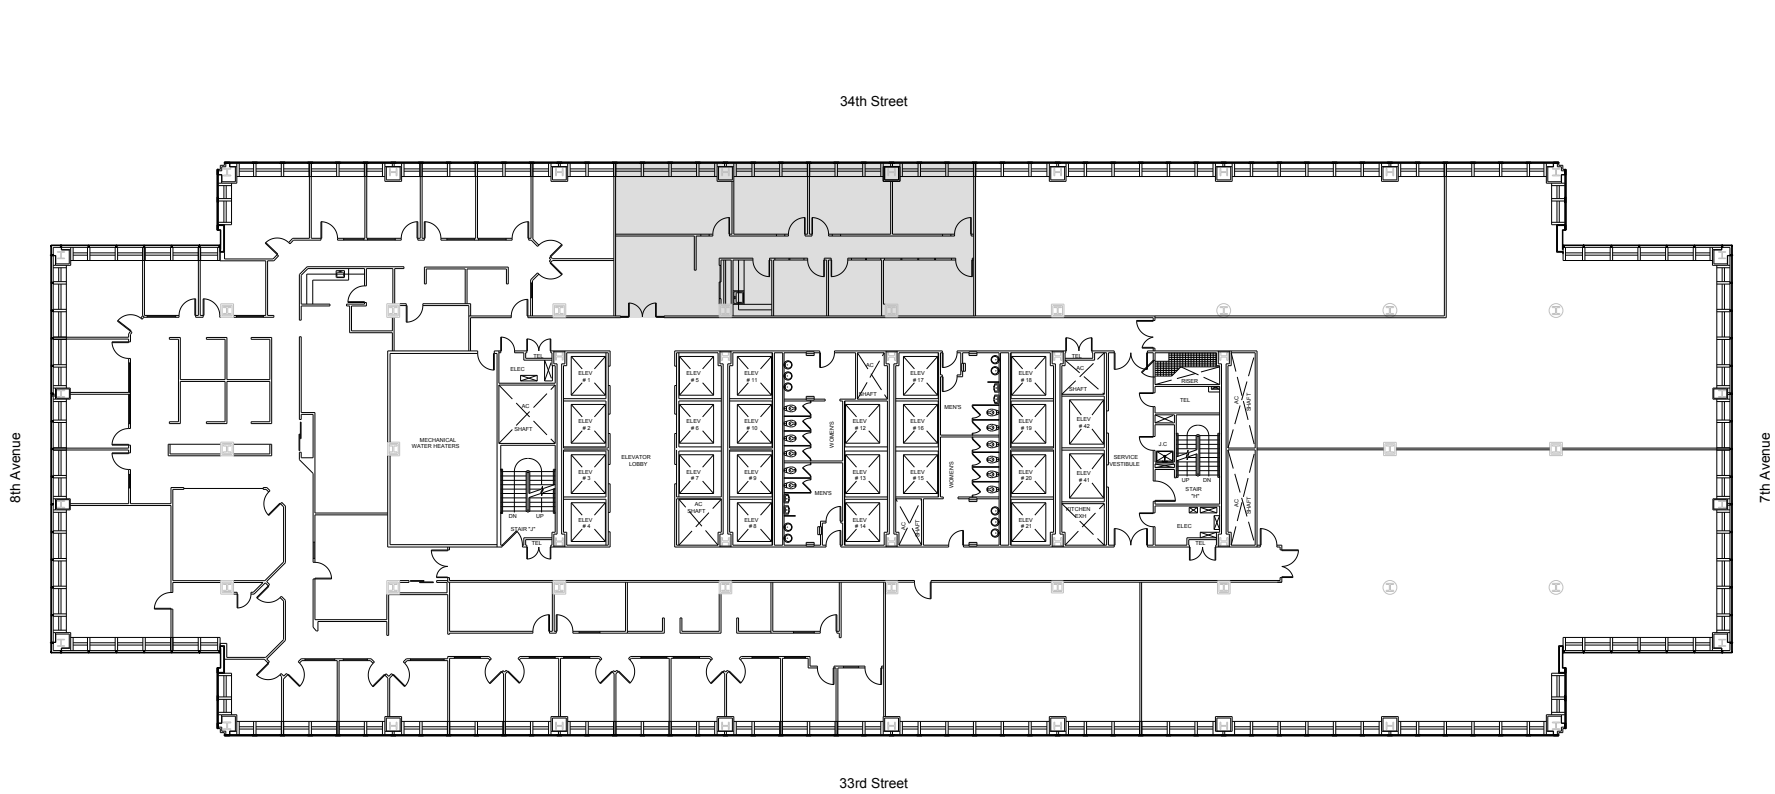 34th Street
8th Avenue
7th Avenue
TEL
ELEC
AC
SHAFT
MECHANICAL
WATER HEATERS
DN
UP
STAIR "J"
TEL
ELEV
# 1
ELEV
# 2
ELEV
# 3
ELEV
# 4
ELEVATOR
LOBBY
ELEV
# 5
ELEV
# 6
ELEV
# 7
AC
SHAFT
ELEV
# 11
ELEV
# 10
ELEV
# 9
ELEV
# 8
WOMEN'S
MEN'S
AC
SHAFT
ELEV
# 12
ELEV
# 13
ELEV
# 14
ELEV
# 17
ELEV
# 16
ELEV
# 15
AC
SHAFT
MEN'S
WOMEN'S
ELEV
# 18
ELEV
# 19
ELEV
# 20
ELEV
# 21
TEL
AC
SHAFT
ELEV
# 42
ELEV
# 41
KITCHEN
EXH
SERVICE
VESTIBULE
RISER
TEL
J.C
UP
DN
STAIR
"H"
ELEC
TEL
AC
SHAFT
AC
SHAFT
33rd Street